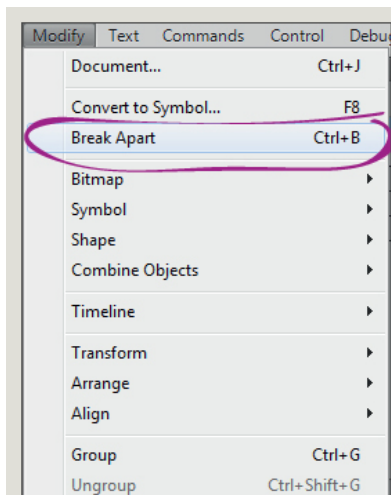 Modify Text Commands Control Debu
Document... Ctrl+J
Convert to Symbol... F8
Break Apart Ctrl+B
Bitmap
Symbol
Shape
Combine Objects
Timeline
Transform
Arrange
Align
Group Ctrl+G
Ungroup Ctrl+Shift+G